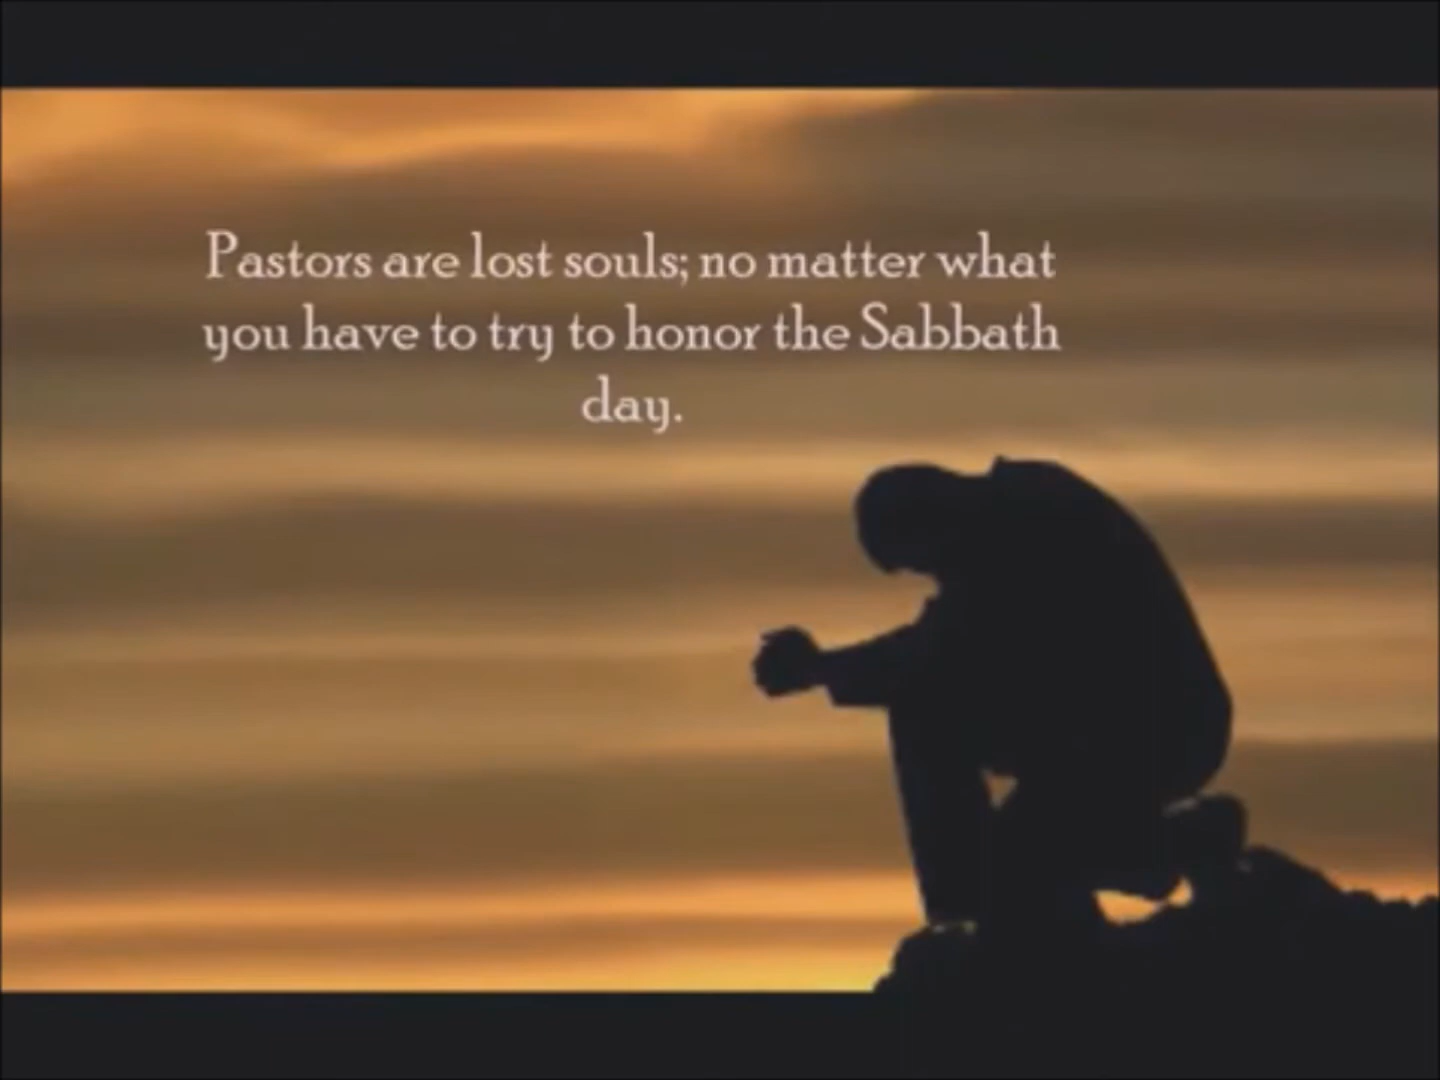 Pastors are lost souls; no matter what
you have to try to honor the Sabbath
day.